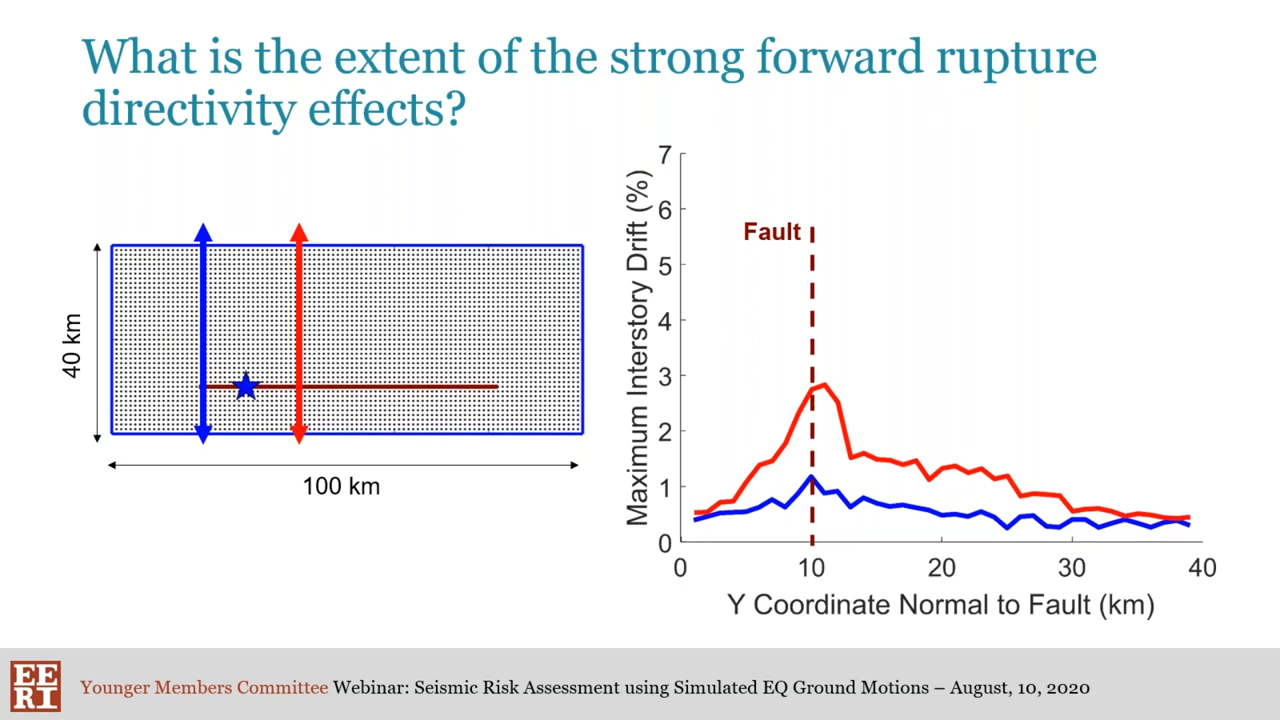 What is the extent of the strong forward rupture
directivity effects?
40 km
100 km
Maximum Interstory Drift (%)
7
6
5
4
3
2
1
0
Fault
0 10 20 30 40
Y Coordinate Normal to Fault (km)
EE
RI
Younger Members Committee Webinar: Seismic Risk Assessment using Simulated EQ Ground Motions – August, 10, 2020